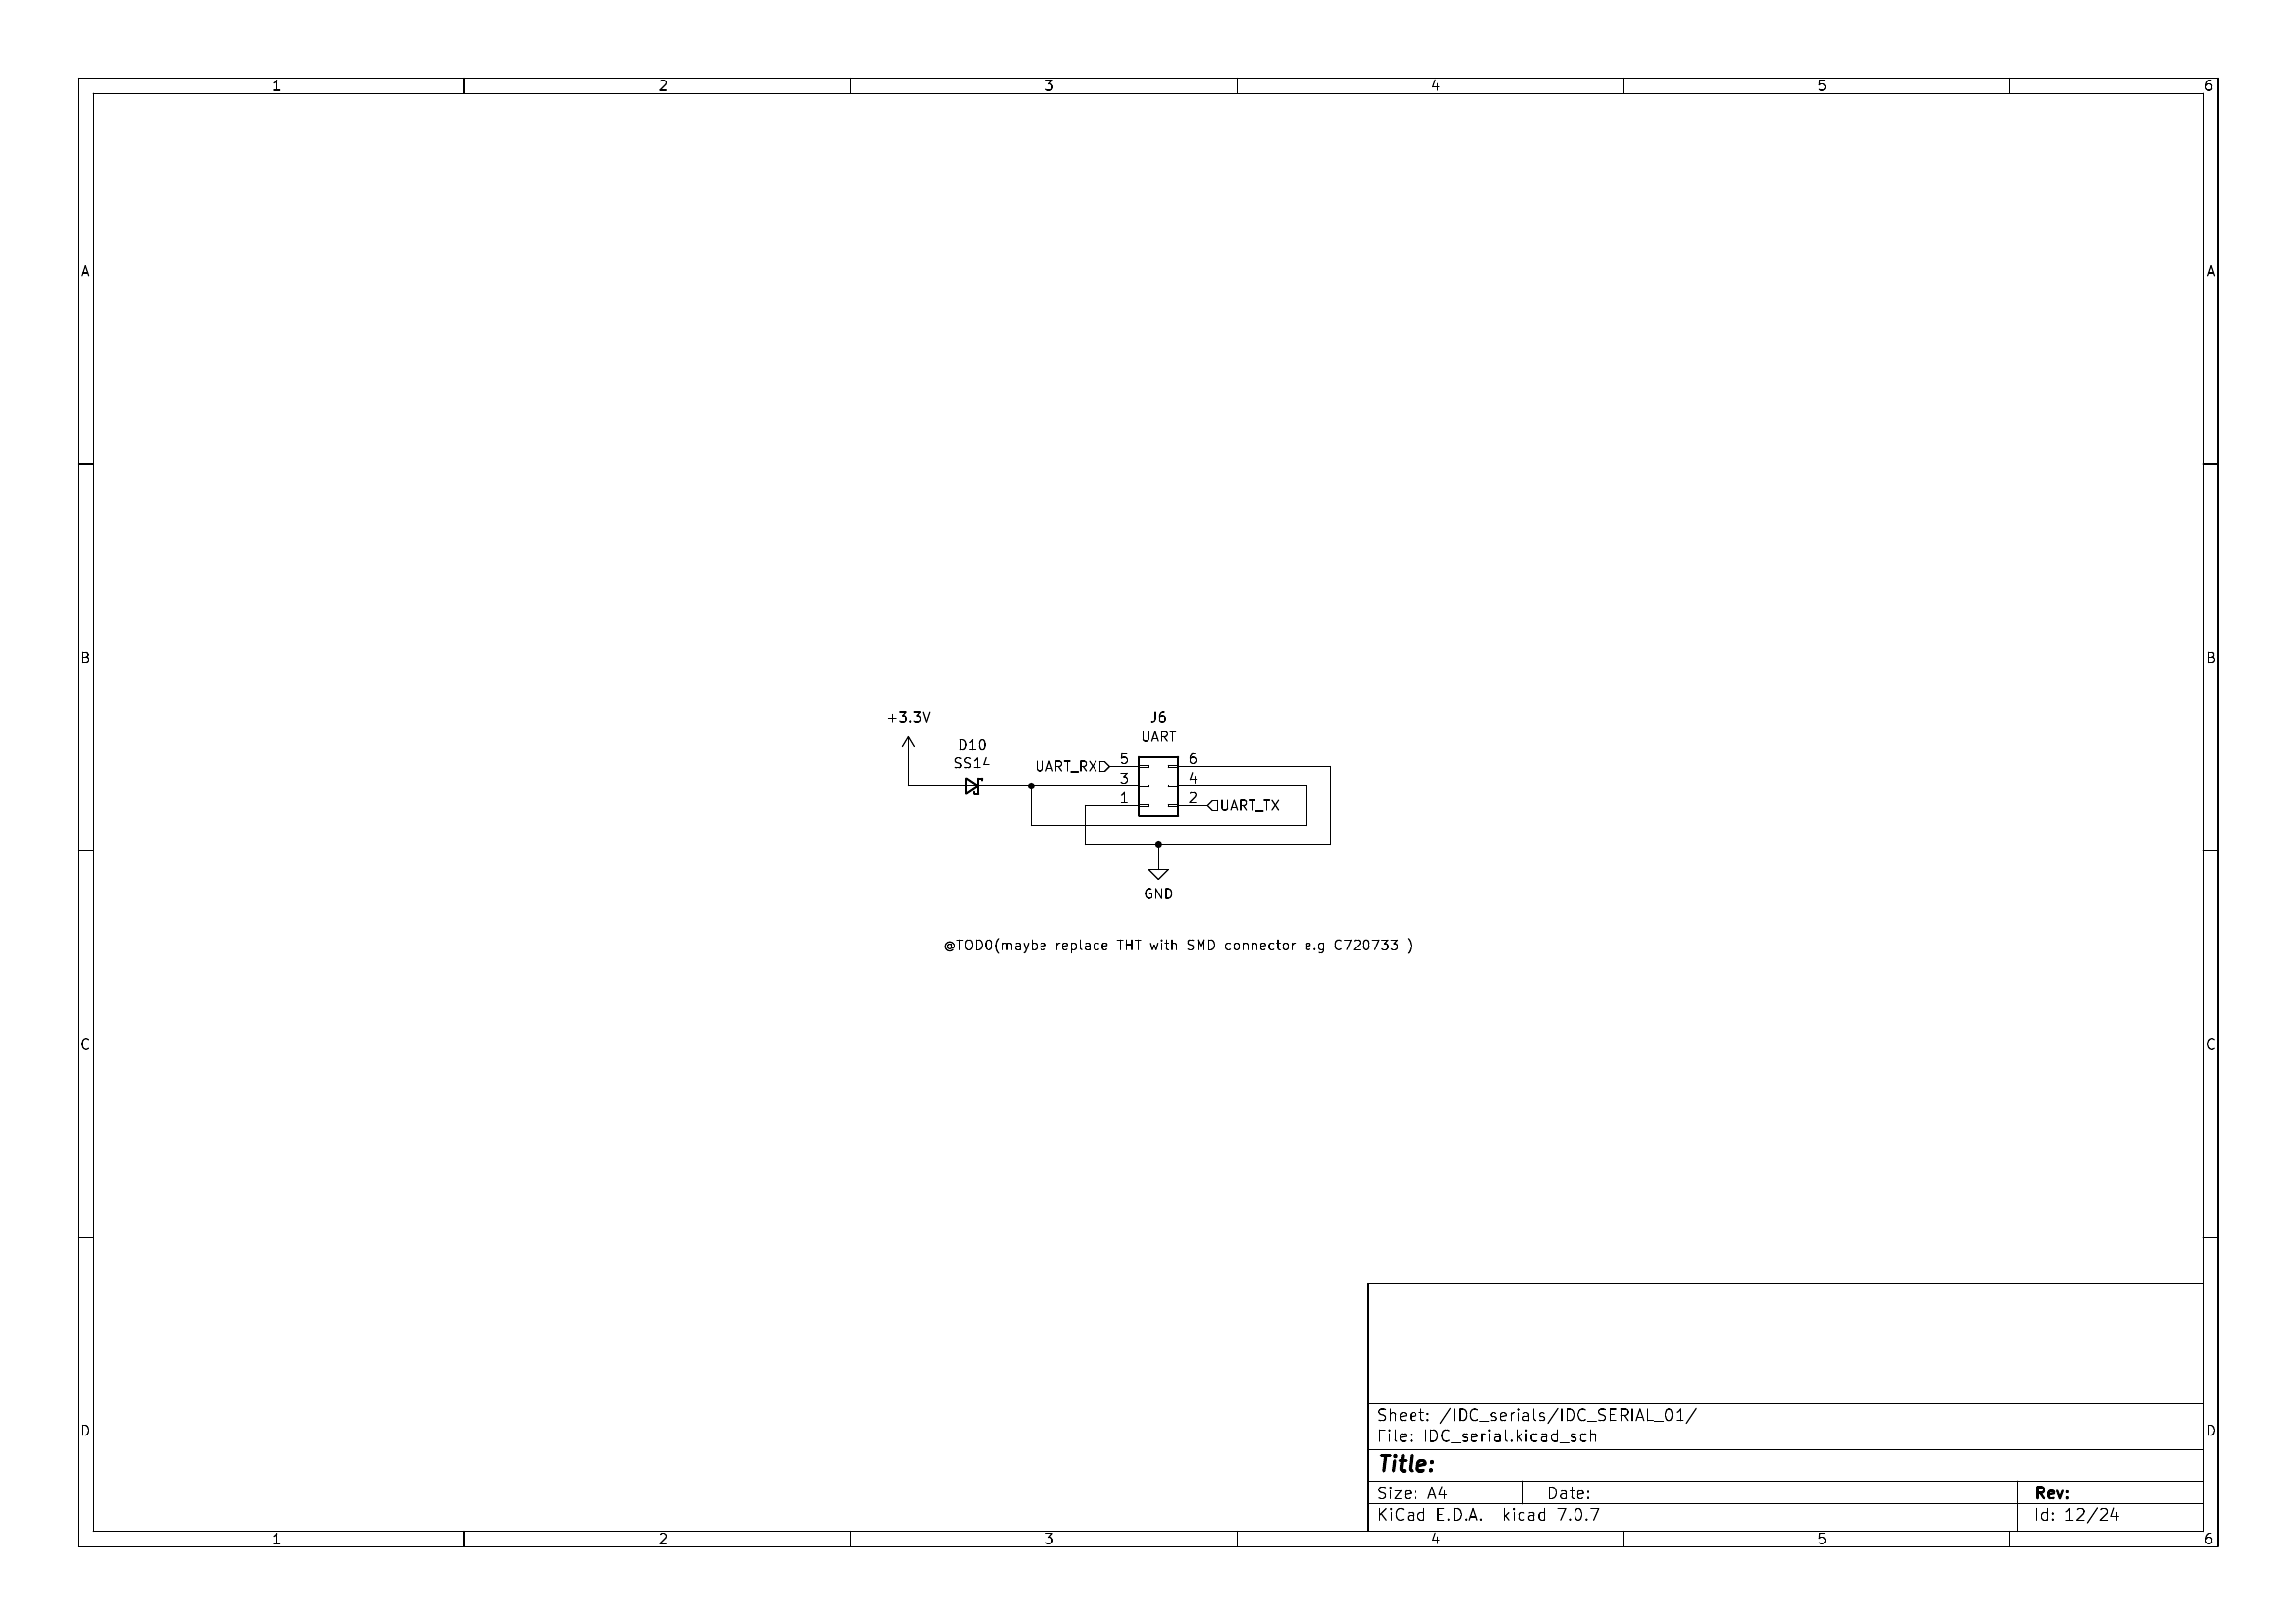 1 2 3 4 5 6
A A
B B
+3.3V
J6
UART
D10
SS14
UART_RX 5 6
3 4
1 2 UART_TX
GND
@TODO(maybe replace THT with SMD connector e.g C720733 )
C C
D D
Sheet: /IDC_serials/IDC_SERIAL_01/
File: IDC_serial.kicad_sch
Title:
Size: A4 Date: Rev:
KiCad E.D.A. kicad 7.0.7 Id: 12/24
1 2 3 4 5 6